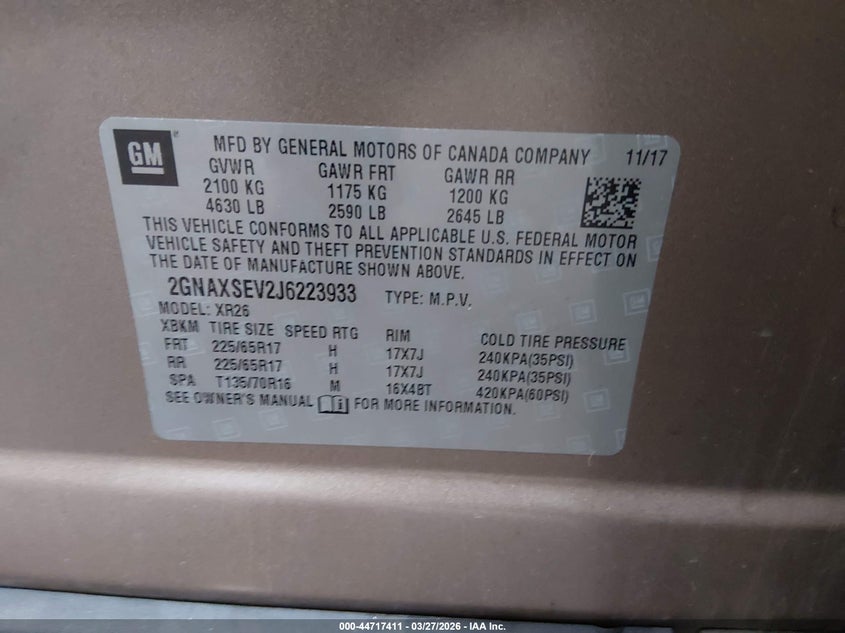 GM
MFD BY GENERAL MOTORS OF CANADA COMPANY 11/17
GVWR GAWR FRT GAWR RR
2100 KG 1175 KG 1200 KG
4630 LB 2590 LB 2645 LB
THIS VEHICLE CONFORMS TO ALL APPLICABLE U.S. FEDERAL MOTOR
VEHICLE SAFETY AND THEFT PREVENTION STANDARDS IN EFFECT ON
THE DATE OF MANUFACTURE SHOWN ABOVE.
2GNAXSEV2J6223933 TYPE: M.P.V.
MODEL: XR26
XBKM TIRE SIZE SPEED RTG RIM COLD TIRE PRESSURE
FRT 225/65R17 H 17X7J 240KPA(35PSI)
RR 225/65R17 H 17X7J 240KPA(35PSI)
SPA T135/70R16 M 16X4BT 420KPA(60PSI)
SEE OWNER'S MANUAL FOR MORE INFORMATION.
000-44717411 — 03/27/2026 — IAA Inc.